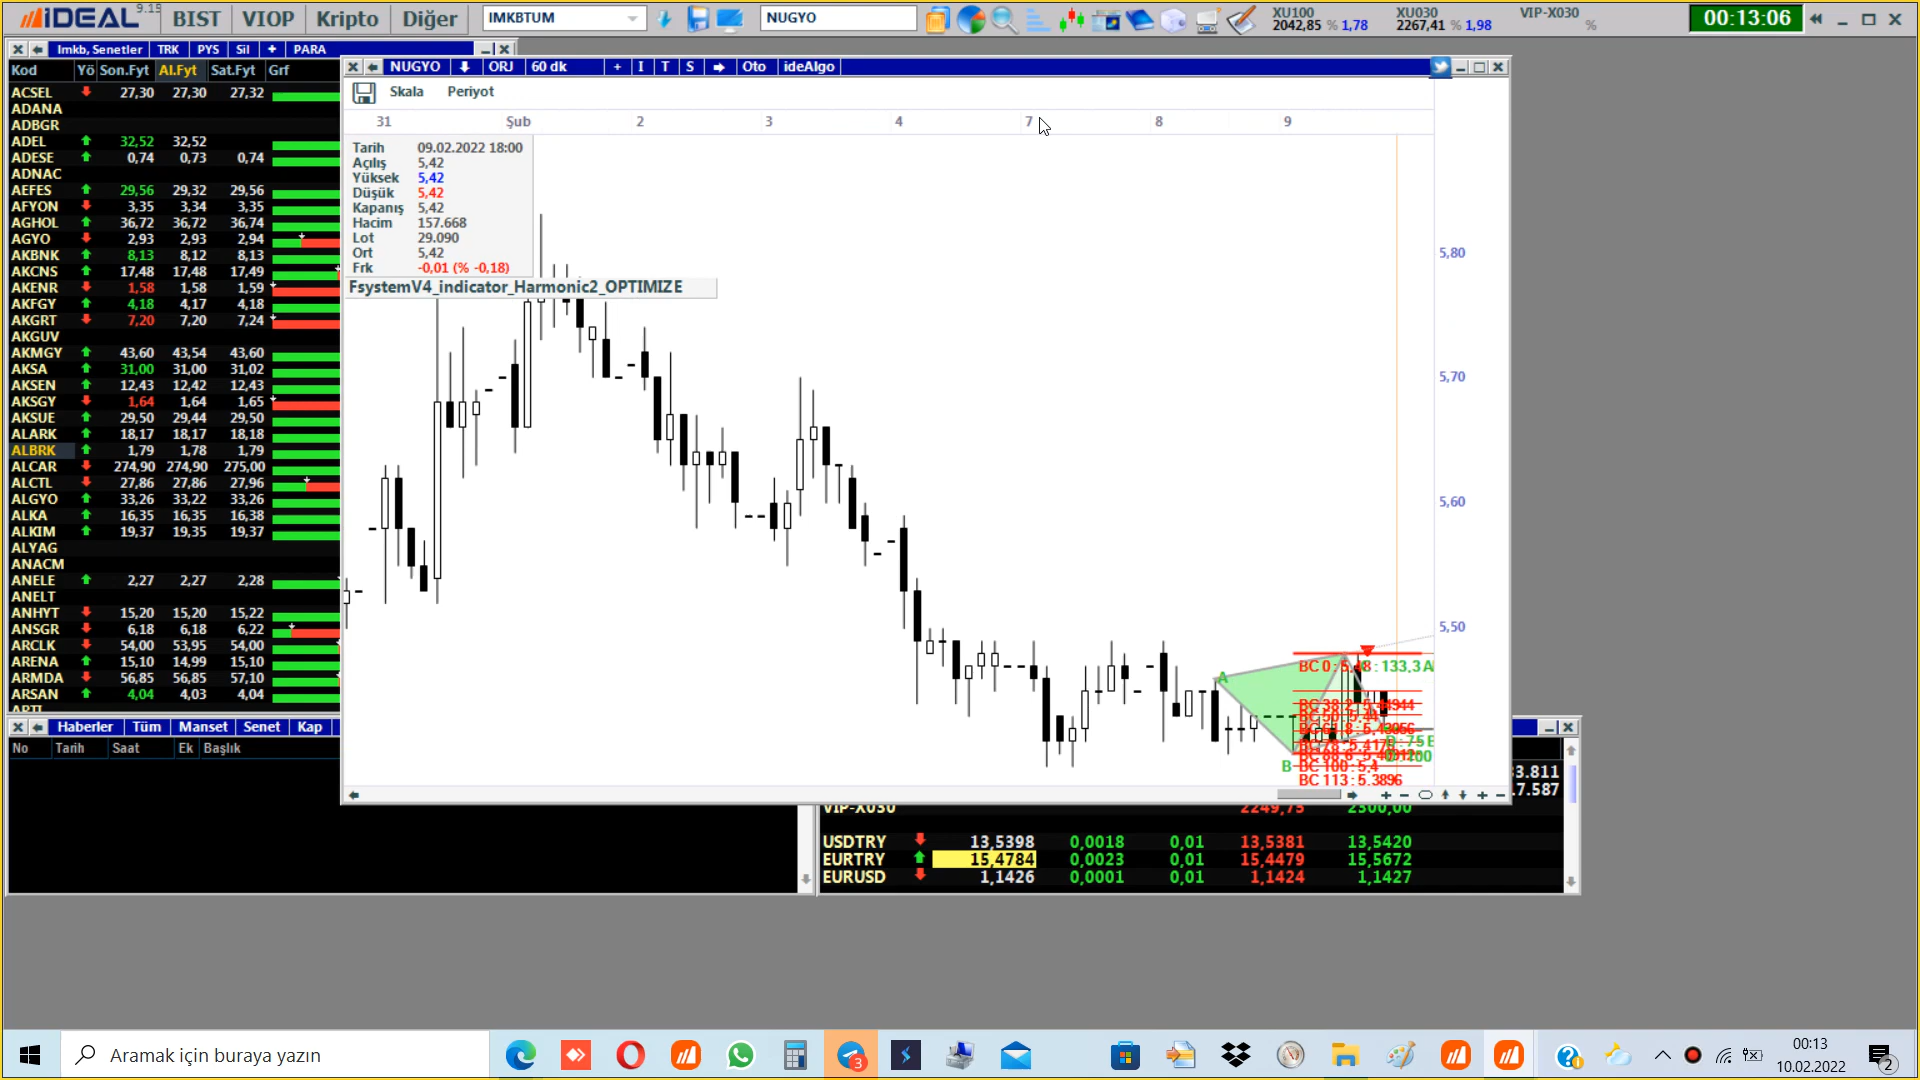 iDEAL 9.15 BIST VIOP Kripto Diğer IMKBTUM NUGYO XU100 2042,85 % 1,78 XU030 2267,41 % 1,98 VIP-X030 % 00:13:06
Imkb, Senetler TRK PYS Sil + PARA
Kod Yö Son.Fyt Al.Fyt Sat.Fyt Grf
ACSEL 27,30 27,30 27,32
ADANA
ADBGR
ADEL 32,52 32,52
ADESE 0,74 0,73 0,74
ADNAC
AEFES 29,56 29,32 29,56
AFYON 3,35 3,34 3,35
AGHOL 36,72 36,72 36,74
AGYO 2,93 2,93 2,94
AKBNK 8,13 8,12 8,13
AKCNS 17,48 17,48 17,49
AKENR 1,58 1,58 1,59
AKFGY 4,18 4,17 4,18
AKGRT 7,20 7,20 7,24
AKGUV
AKMGY 43,60 43,54 43,60
AKSA 31,00 31,00 31,02
AKSEN 12,43 12,42 12,43
AKSGY 1,64 1,64 1,65
AKSUE 29,50 29,44 29,50
ALARK 18,17 18,17 18,18
ALBRK 1,79 1,78 1,79
ALCAR 274,90 274,90 275,00
ALCTL 27,86 27,86 27,96
ALGYO 33,26 33,22 33,26
ALKA 16,35 16,35 16,38
ALKIM 19,37 19,35 19,37
ALYAG
ANACM
ANELE 2,27 2,27 2,28
ANELT
ANHYT 15,20 15,20 15,22
ANSGR 6,18 6,18 6,22
ARCLK 54,00 53,95 54,00
ARENA 15,10 14,99 15,10
ARMDA 56,85 56,85 57,10
ARSAN 4,04 4,03 4,04
NUGYO ORJ 60 dk + I T S Oto ideAlgo
Skala Periyot
31 Şub 2 3 4 7 8 9
Tarih 09.02.2022 18:00
Açılış 5,42
Yüksek 5,42
Düşük 5,42
Kapanış 5,42
Hacim 157.668
Lot 29.090
Ort 5,42
Frk -0,01 (% -0,18)
FsystemV4_indicator_Harmonic2_OPTIMIZE
5,80
5,70
5,60
5,50
A
B
BC 100 : 5.4
BC 113 : 5.3896
Haberler Tüm Manset Senet Kap
No Tarih Saat Ek Başlık
3.811
7.587
VIP-X030 2249,75 2300,00
USDTRY 13,5398 0,0018 0,01 13,5381 13,5420
EURTRY 15,4784 0,0023 0,01 15,4479 15,5672
EURUSD 1,1426 0,0001 0,01 1,1424 1,1427
Aramak için buraya yazın
3
00:13
10.02.2022
2